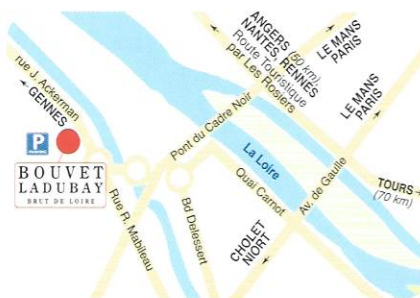 ANGERS (50 km),
NANTES, RENNES
Route Touristique
par Les Rosiers
LE MANS
PARIS
LE MANS
PARIS
rue J. Ackerman
GENNES
P
PARKING
BOUVET
LADUBAY
BRUT DE LOIRE
Pont du Cadre Noir
La Loire
Quai Carnot
Av. de Gaulle
TOURS
(70 km)
Rue R. Mabileau
Bd Delessert
CHOLET
NIORT